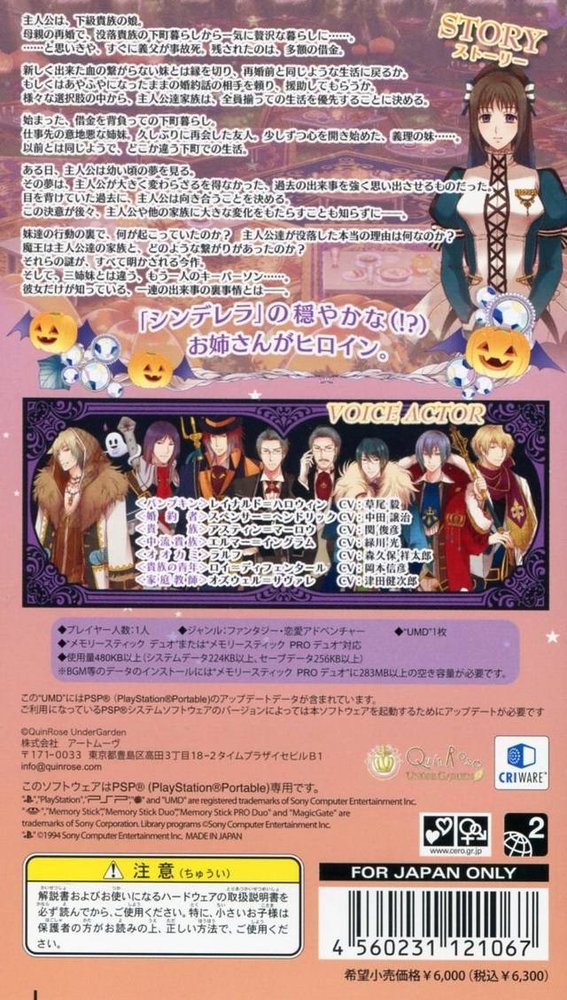 STORY
ストーリー
主人公は、下級貴族の娘。
母親の再婚で、没落貴族の下町暮らしから一気に贅沢な暮らしに……
……と思いきや、すぐに義父が事故死。残されたのは、多額の借金。
新しく出来た血の繋がらない妹とは縁を切り、再婚前と同じような生活に戻るか。
もしくはあやふやになったままの婚約話の相手を頼り、援助してもらうか。
様々な選択肢の中から、主人公達家族は、全員揃っての生活を優先することに決める。
始まった、借金を背負っての下町暮らし。
仕事先の意地悪な姉妹、久しぶりに再会した友人、少しずつ心を開き始めた、義理の妹……。
以前とは同じようで、どこか違う下町での生活。
ある日、主人公は幼い頃の夢を見る。
その夢は、主人公が大きく変わらざるを得なかった、過去の出来事を強く思い出させるものだった。
目を背けていた過去に、主人公は向き合うことを決める。
この決意が後々、主人公や他の家族に大きな変化をもたらすことも知らずに――。
妹達の行動の裏で、何が起こっていたのか？ 主人公達が没落した本当の理由は何なのか？
魔王は主人公達の家族と、どのような繋がりがあったのか？
それらの謎が、すべて明かされる今作。
そして、三姉妹とは違う、もう一人のキーパーソン……。
彼女だけが知っている、一連の出来事の裏事情とは――。
「シンデレラ」の穏やかな（!?）
お姉さんがヒロイン。
VOICE ACTOR
＜パンプキン＞レイナルド＝ハロウィン CV：草尾 毅
＜婚約者＞スペンサー＝ヘンドリック CV：中田 譲治
＜貴族＞オースティン＝マーロム CV：関 俊彦
＜中流貴族＞エルマー＝イングラム CV：緑川 光
＜オオカミ＞ラルフ CV：森久保 祥太郎
＜貴族の青年＞ロイ＝ディフェンタール CV：岡本 信彦
＜家庭教師＞オズウェル＝サヴァレ CV：津田 健次郎
◆プレイヤー人数：1人 ◆ジャンル：ファンタジー・恋愛アドベンチャー ◆“UMD”1枚
◆“メモリースティック デュオ”または“メモリースティック PRO デュオ”対応
◆使用量480KB以上（システムデータ224KB以上、セーブデータ256KB以上）
※BGM等のデータのインストールには“メモリースティック PRO デュオ”に283MB以上の空き容量が必要です。
この“UMD”にはPSP®（PlayStation®Portable）のアップデートデータが含まれています。
ご利用になっているPSP®システムソフトウェアのバージョンによっては本ソフトウェアを起動するためにアップデートが必要です
©QuinRose UnderGarden
株式会社 アートムーヴ
〒171-0033 東京都豊島区高田3丁目18-2タイムプラザイセビルB1
info@quinrose.com
QuinRose
UNDERGARDEN
CRIWARE™
このソフトウェアはPSP®（PlayStation®Portable）専用です。
“PlayStation”, “PSP” and “UMD” are registered trademarks of Sony Computer Entertainment Inc.
“Memory Stick”, “Memory Stick Duo”, “Memory Stick PRO Duo” and “MagicGate” are
trademarks of Sony Corporation. Library programs ©Sony Computer Entertainment Inc.
©1994 Sony Computer Entertainment Inc. MADE IN JAPAN
www.cero.gr.jp
2
注意（ちゅうい）
解説書およびお使いになるハードウェアの取扱説明書を
必ず読んでから、ご使用ください。特に、小さいお子様は
保護者の方がお読みの上、正しい方法で、ご使用ください。
FOR JAPAN ONLY
4 560231 121067
希望小売価格￥6,000（税込￥6,300）